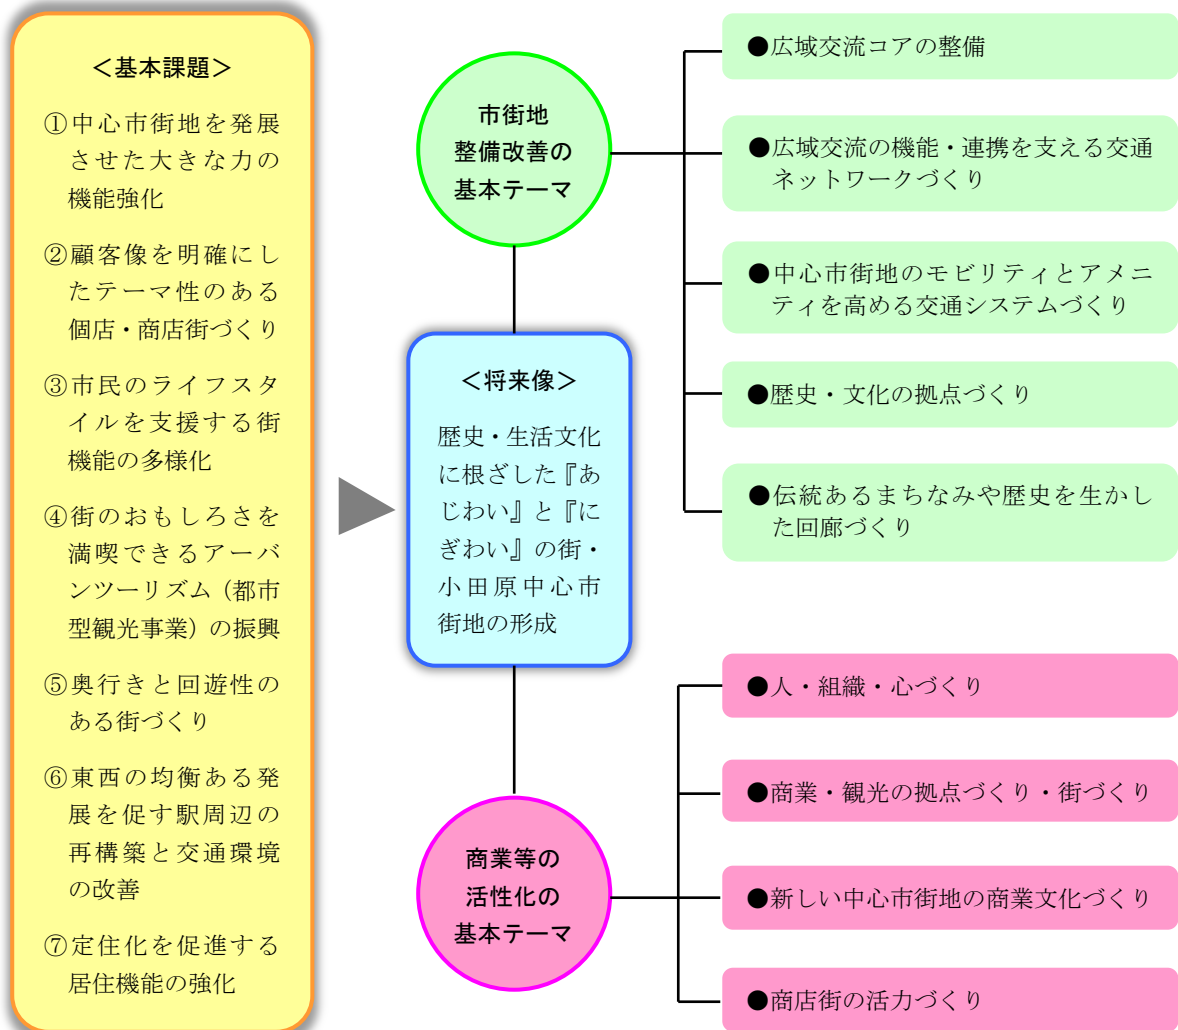 <基本課題>
①中心市街地を発展
させた大きな力の
機能強化
②顧客像を明確にし
たテーマ性のある
個店・商店街づくり
③市民のライフスタ
イルを支援する街
機能の多様化
④街のおもしろさを
満喫できるアーバ
ンツーリズム（都市
型観光事業）の振興
⑤奥行きと回遊性の
ある街づくり
⑥東西の均衡ある発
展を促す駅周辺の
再構築と交通環境
の改善
⑦定住化を促進する
居住機能の強化
市街地
整備改善の
基本テーマ
<将来像>
歴史・生活文化
に根ざした『あ
じわい』と『に
ぎわい』の街・
小田原中心市
街地の形成
商業等の
活性化の
基本テーマ
●広域交流コアの整備
●広域交流の機能・連携を支える交通
ネットワークづくり
●中心市街地のモビリティとアメニ
ティを高める交通システムづくり
●歴史・文化の拠点づくり
●伝統あるまちなみや歴史を生かし
た回廊づくり
●人・組織・心づくり
●商業・観光の拠点づくり・街づくり
●新しい中心市街地の商業文化づくり
●商店街の活力づくり